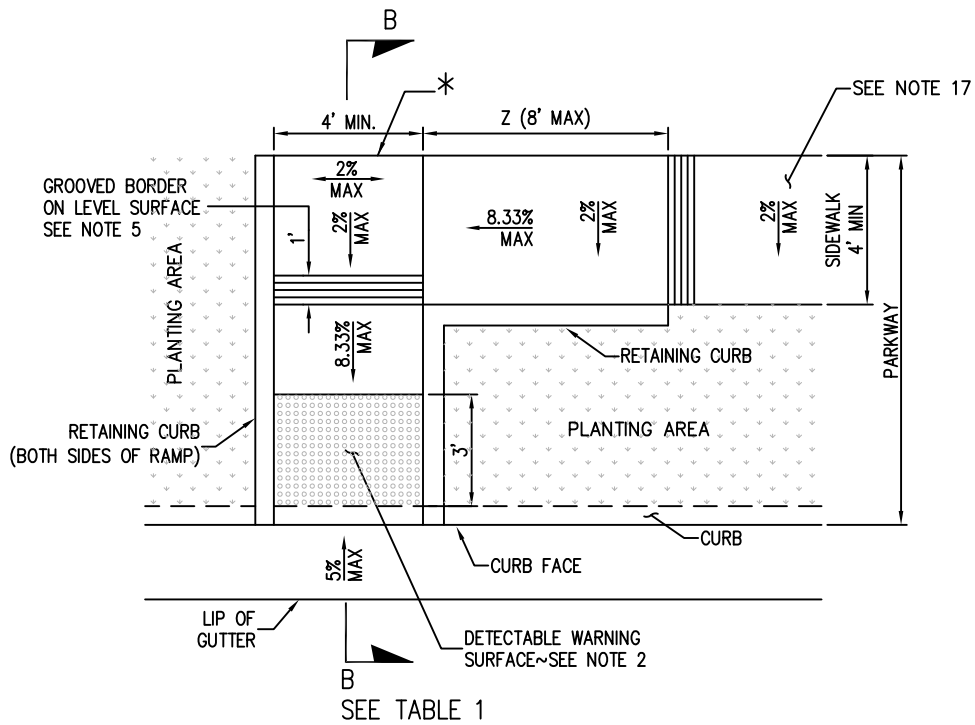 B
*
SEE NOTE 17
4' MIN.
Z (8' MAX)
2%
MAX
GROOVED BORDER
ON LEVEL SURFACE
SEE NOTE 5
1'
2%
MAX
8.33%
MAX
2%
MAX
2%
MAX
SIDEWALK
4' MIN
PLANTING AREA
8.33%
MAX
RETAINING CURB
PARKWAY
RETAINING CURB
(BOTH SIDES OF RAMP)
3'
PLANTING AREA
CURB
5%
MAX
CURB FACE
LIP OF
GUTTER
DETECTABLE WARNING
SURFACE~SEE NOTE 2
B
SEE TABLE 1